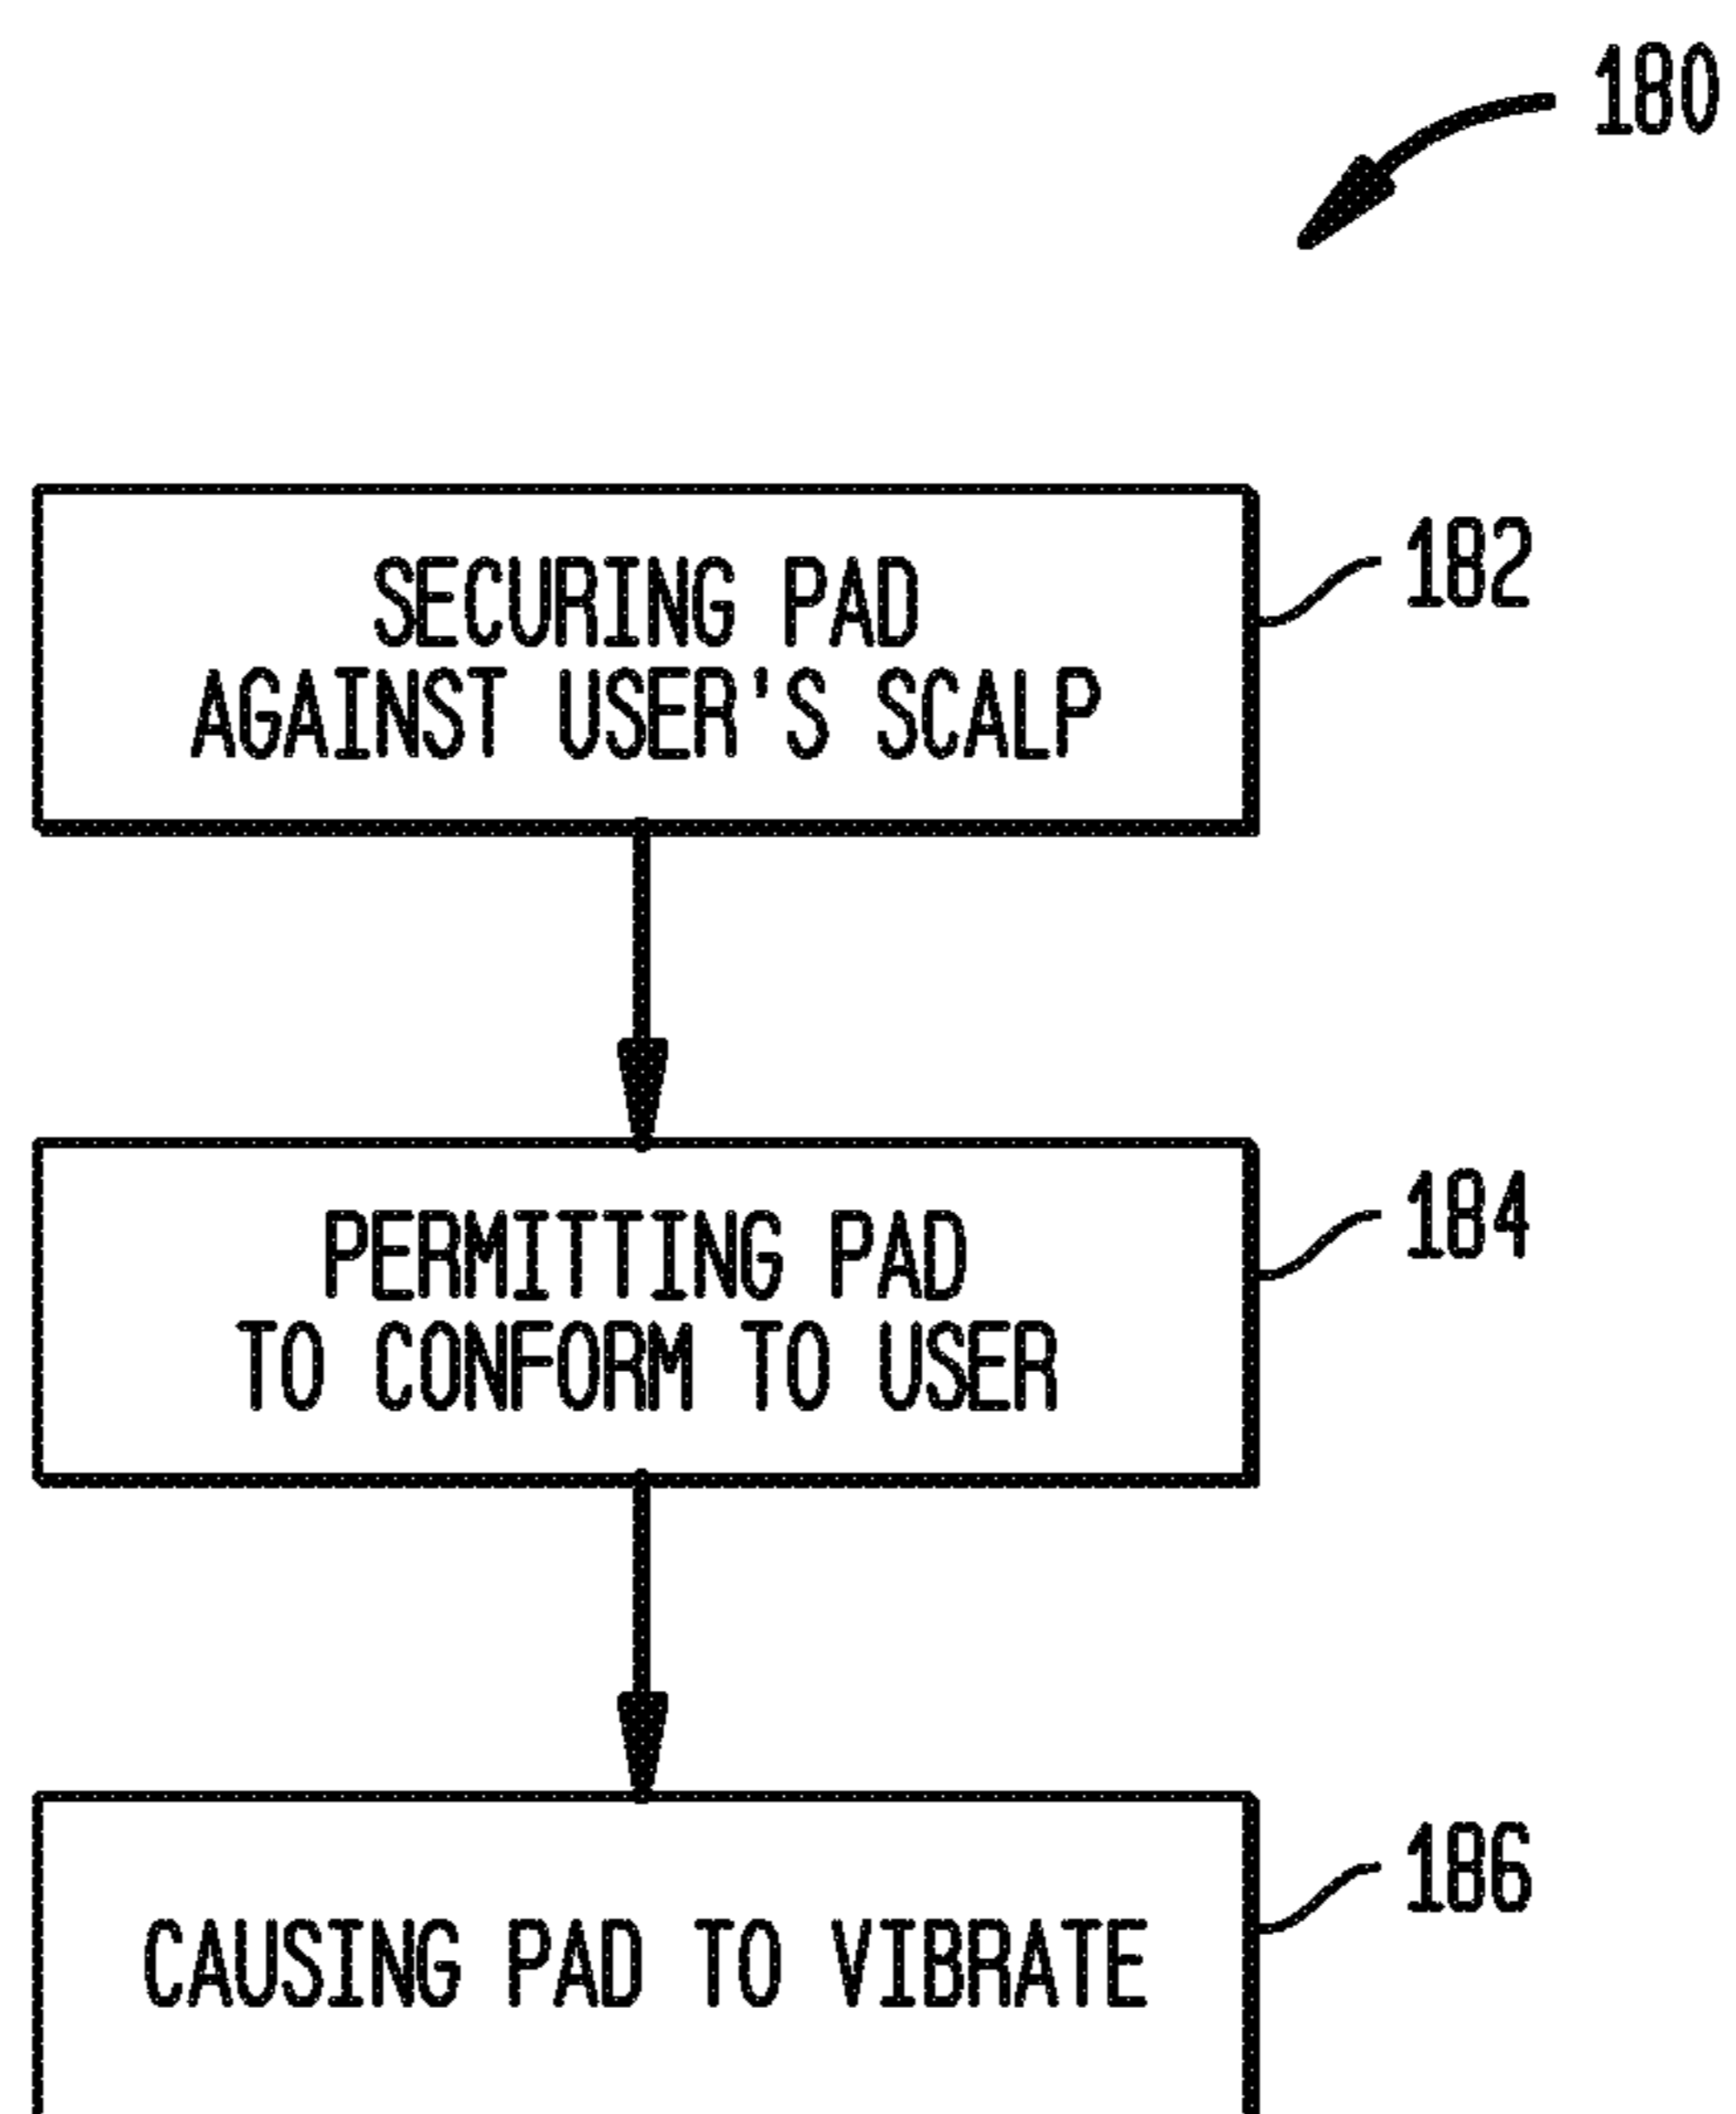 180
SECURING PAD
AGAINST USER'S SCALP
182
PERMITTING PAD
TO CONFORM TO USER
184
CAUSING PAD TO VIBRATE
186